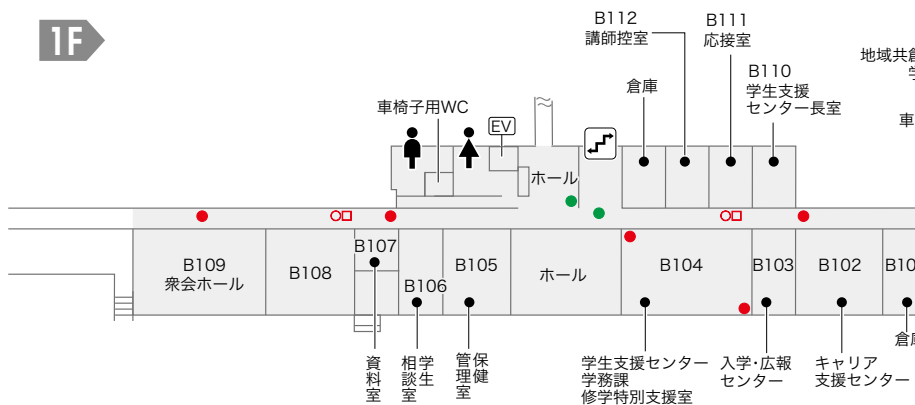 1F
B112
講師控室
B111
応接室
B110
学生支援
センター長室
地域共創
学
車
倉庫
車椅子用WC
EV
ホール
B109
衆会ホール
B108
B107
B106
B105
ホール
B104
B103
B102
B10
倉庫
資料室
学生
相談室
保健
管理室
学生支援センター
学務課
修学特別支援室
入学・広報
センター
キャリア
支援センター